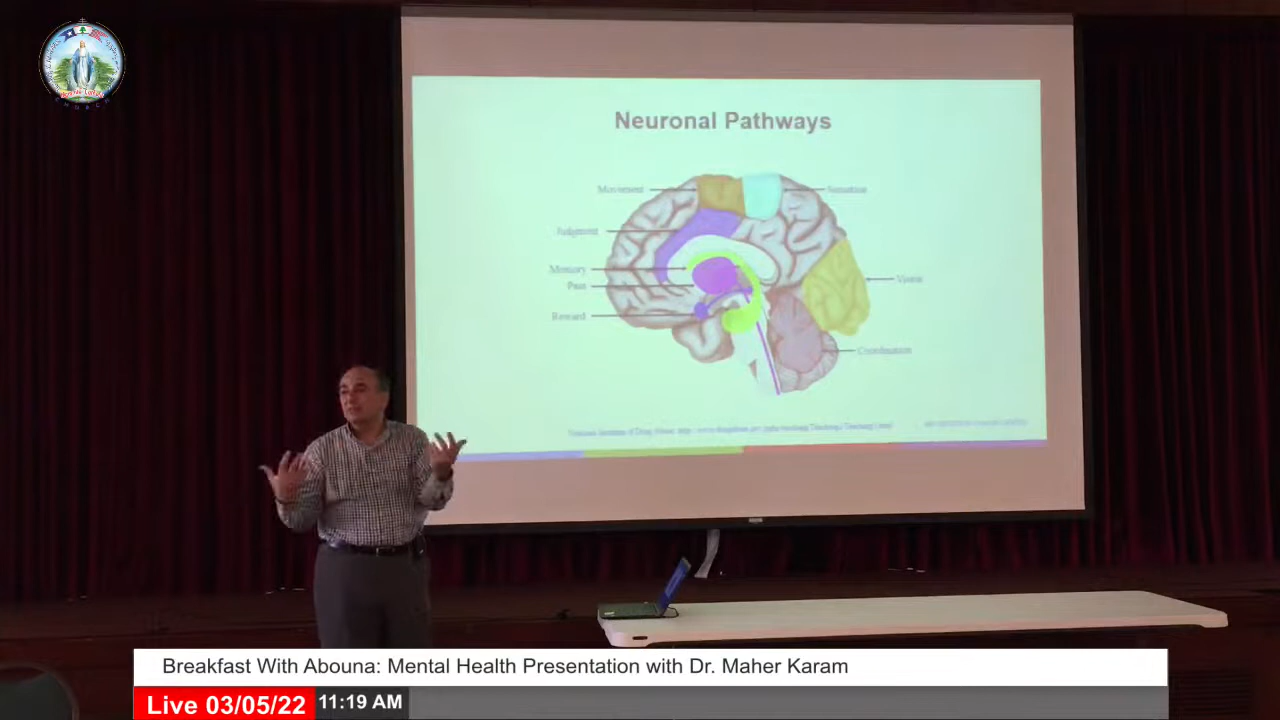 Neuronal Pathways
Movement
Sensation
Judgment
Memory
Pain
Vision
Reward
Coordination
Breakfast With Abouna: Mental Health Presentation with Dr. Maher Karam
Live 03/05/22
11:19 AM